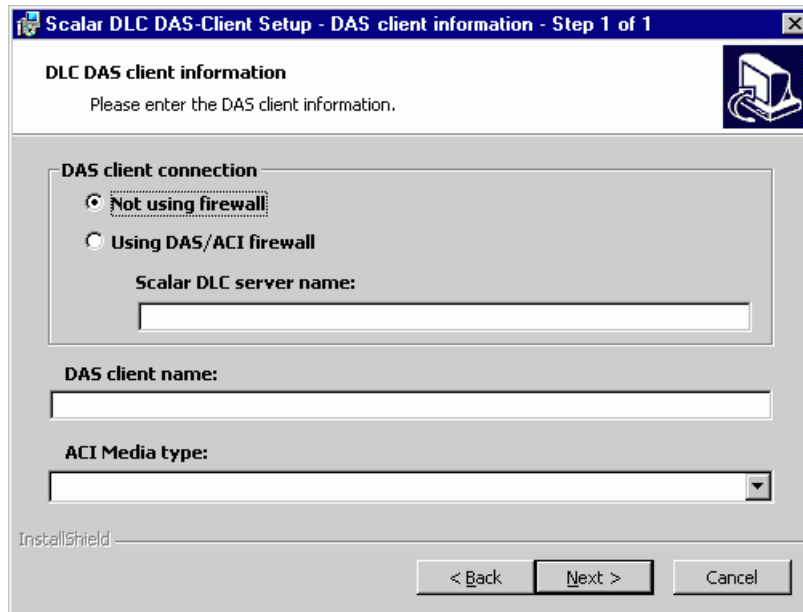 Scalar DLC DAS-Client Setup - DAS client information - Step 1 of 1
DLC DAS client information
Please enter the DAS client information.
DAS client connection
Not using firewall
Using DAS/ACI firewall
Scalar DLC server name:
DAS client name:
ACI Media type:
InstallShield
< Back
Next >
Cancel